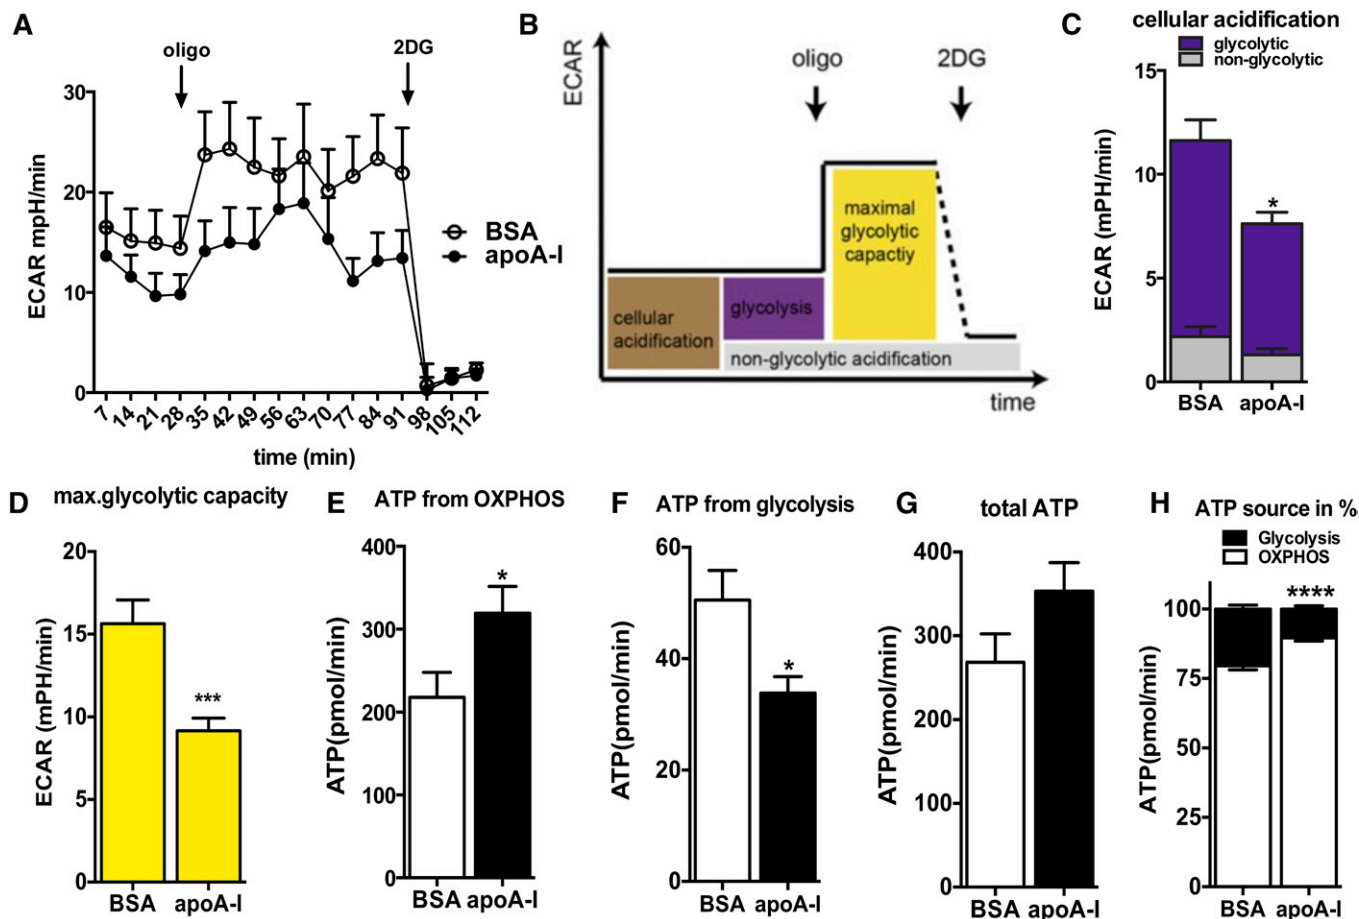 A
oligo
2DG
ECAR mpH/min
30
20
10
0
BSA
apoA-I
7 14 21 28 35 42 49 56 63 70 77 84 91 98 105 112
time (min)
B
ECAR
oligo
2DG
cellular
acidification
glycolysis
maximal
glycolytic
capactiy
non-glycolytic acidification
time
C
cellular acidification
glycolytic
non-glycolytic
ECAR (mPH/min)
15
10
5
0
*
BSA apoA-I
D
max.glycolytic capacity
ECAR (mPH/min)
20
15
10
5
0
***
BSA apoA-I
E
ATP from OXPHOS
ATP(pmol/min)
400
300
200
100
0
*
BSA apoA-I
F
ATP from glycolysis
ATP(pmol/min)
60
40
20
0
*
BSA apoA-I
G
total ATP
ATP(pmol/min)
400
300
200
100
0
BSA apoA-I
H
ATP source in %
Glycolysis
OXPHOS
ATP(pmol/min)
100
75
50
25
0
****
BSA apoA-I